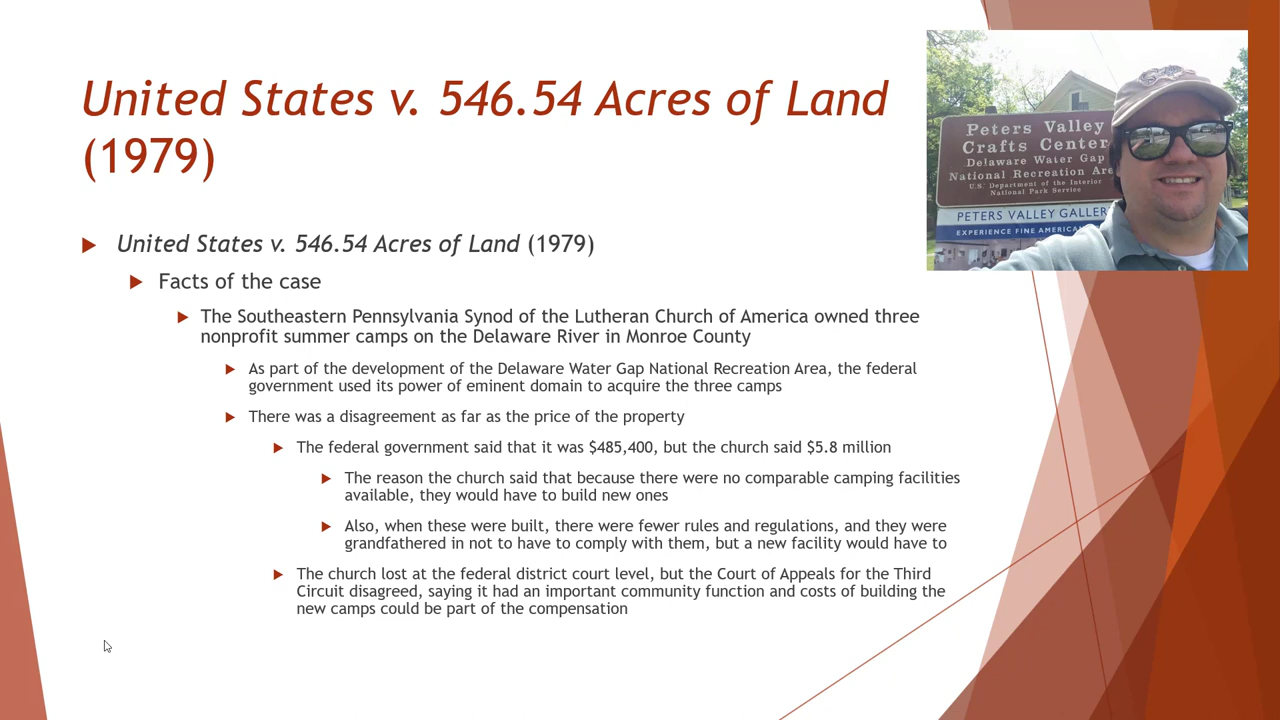 United States v. 546.54 Acres of Land
(1979)
United States v. 546.54 Acres of Land (1979)
Facts of the case
The Southeastern Pennsylvania Synod of the Lutheran Church of America owned three
nonprofit summer camps on the Delaware River in Monroe County
As part of the development of the Delaware Water Gap National Recreation Area, the federal
government used its power of eminent domain to acquire the three camps
There was a disagreement as far as the price of the property
The federal government said that it was $485,400, but the church said $5.8 million
The reason the church said that because there were no comparable camping facilities
available, they would have to build new ones
Also, when these were built, there were fewer rules and regulations, and they were
grandfathered in not to have to comply with them, but a new facility would have to
The church lost at the federal district court level, but the Court of Appeals for the Third
Circuit disagreed, saying it had an important community function and costs of building the
new camps could be part of the compensation
Peters Valley
Crafts Center
Delaware Water Gap
National Recreation Are
U.S. Department of the Interior
National Park Service
PETERS VALLEY GALLER
EXPERIENCE FINE AMERICA